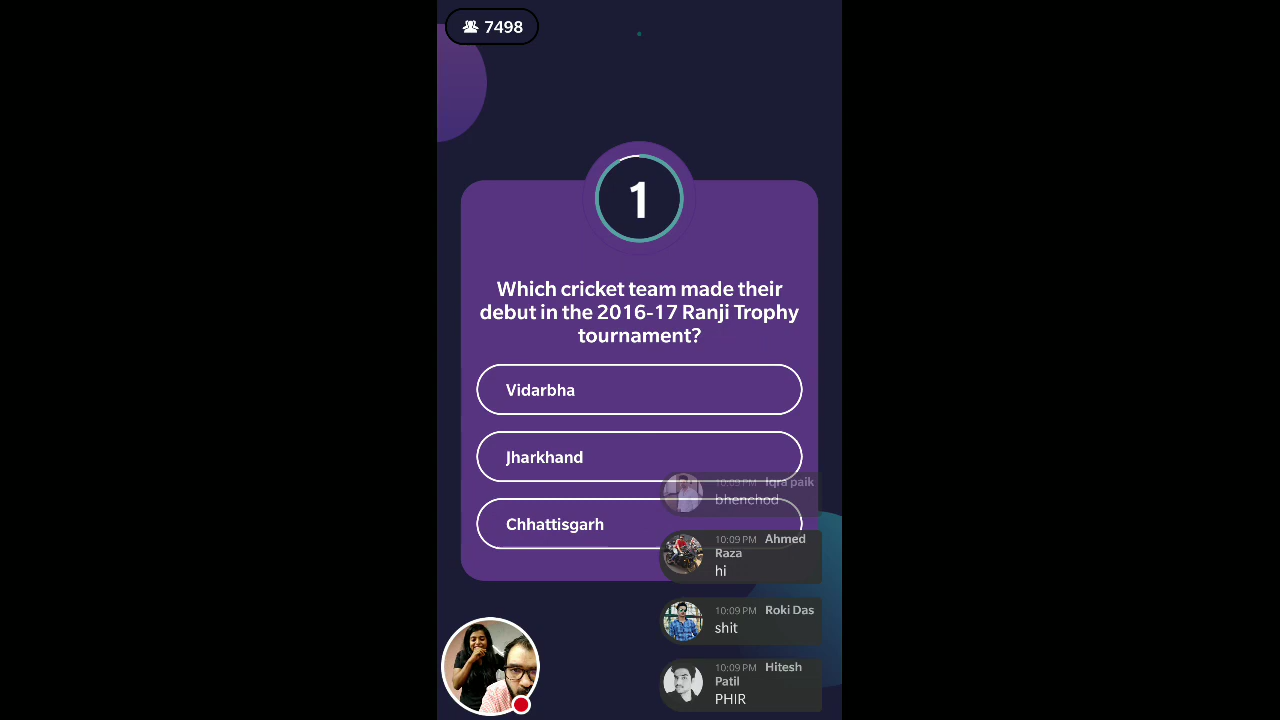 7498
1
Which cricket team made their
debut in the 2016-17 Ranji Trophy
tournament?
Vidarbha
Jharkhand
Chhattisgarh
10:09 PM Iqra paik
bhenchod
10:09 PM Ahmed
Raza
hi
10:09 PM Roki Das
shit
10:09 PM Hitesh
Patil
PHIR